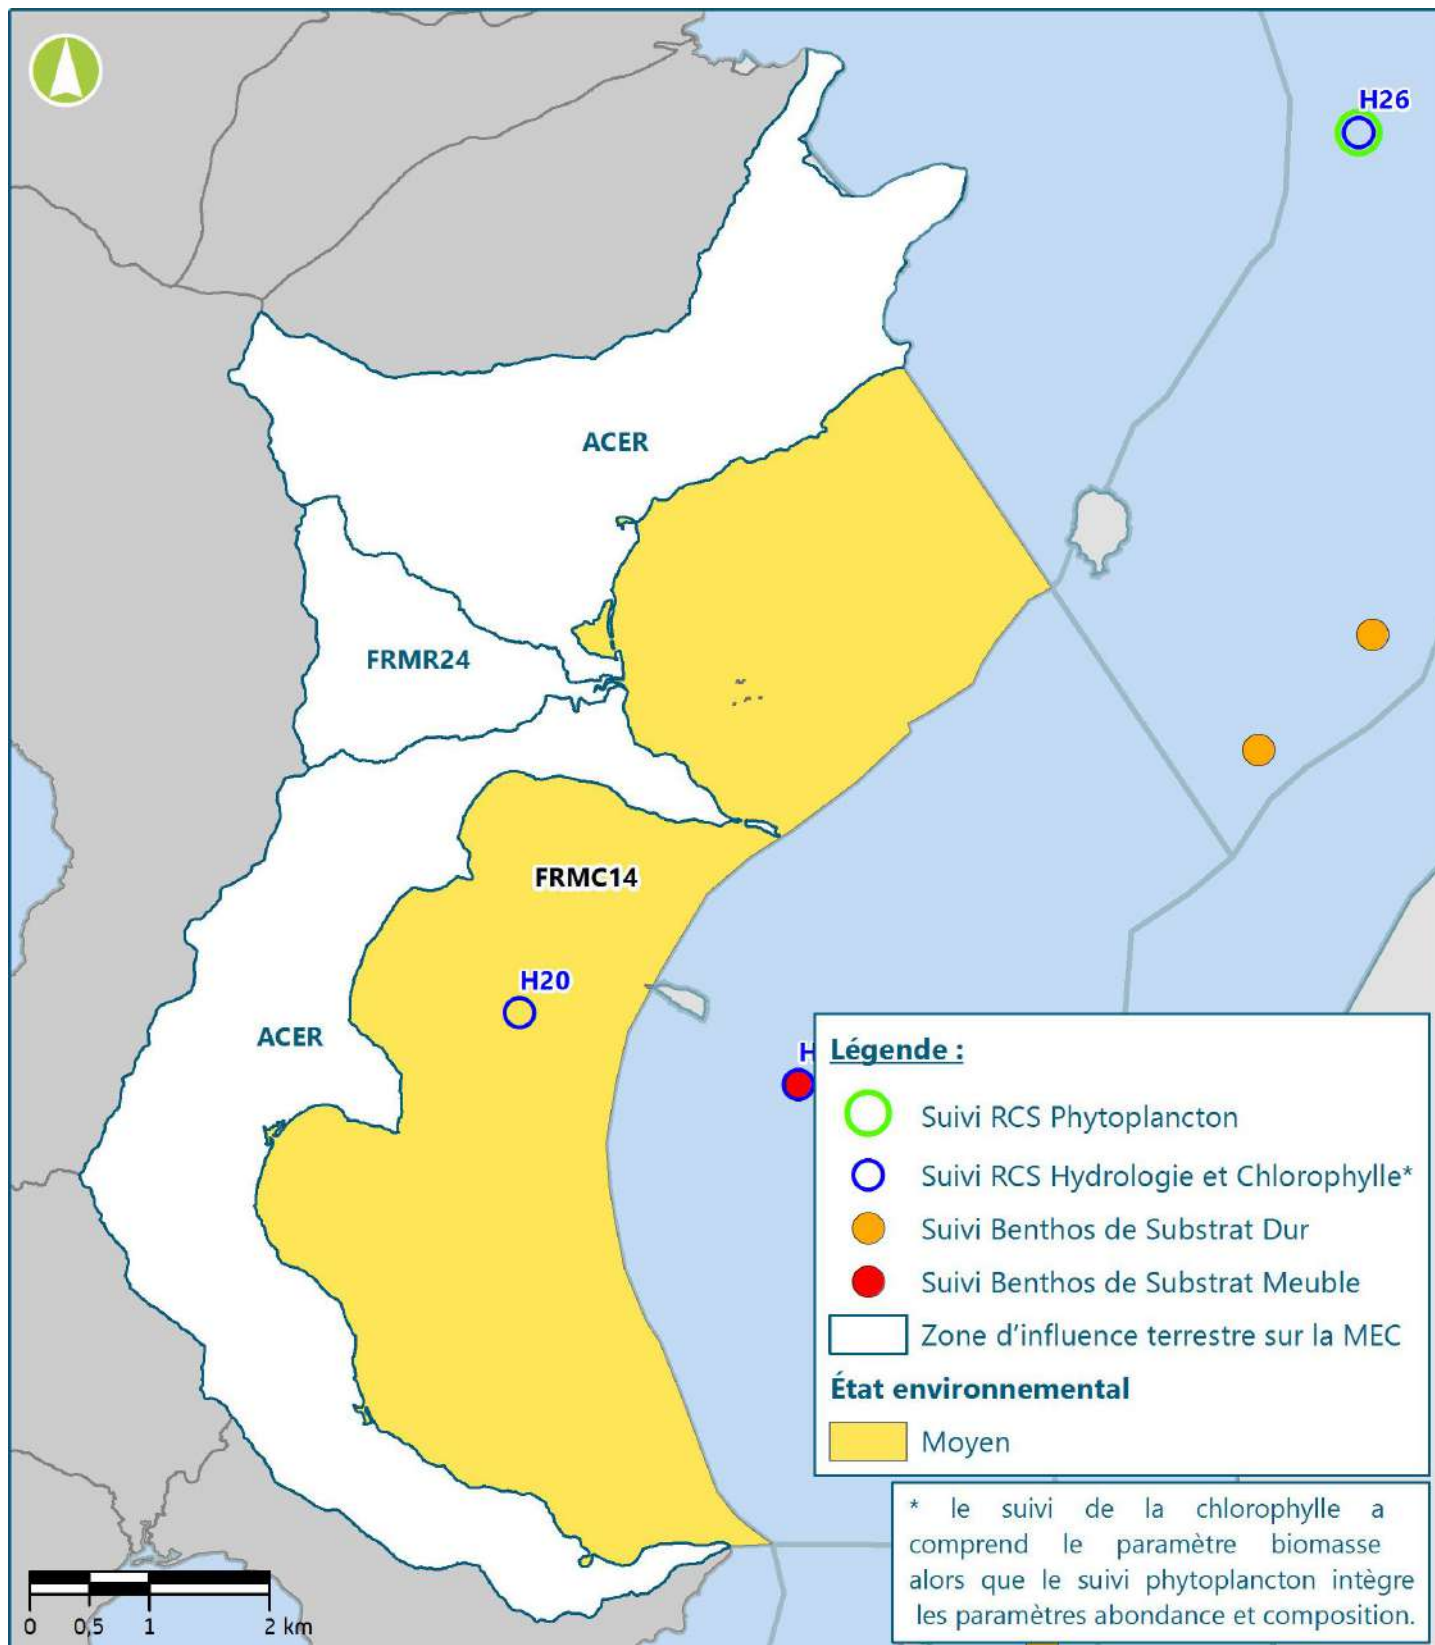 H26
ACER
FRMR24
FRMC14
H20
ACER
H
Légende :
Suivi RCS Phytoplancton
Suivi RCS Hydrologie et Chlorophylle*
Suivi Benthos de Substrat Dur
Suivi Benthos de Substrat Meuble
Zone d'influence terrestre sur la MEC
État environnemental
Moyen
* le suivi de la chlorophylle a
comprend le paramètre biomasse
alors que le suivi phytoplancton intègre
les paramètres abondance et composition.
0 0,5 1 2 km